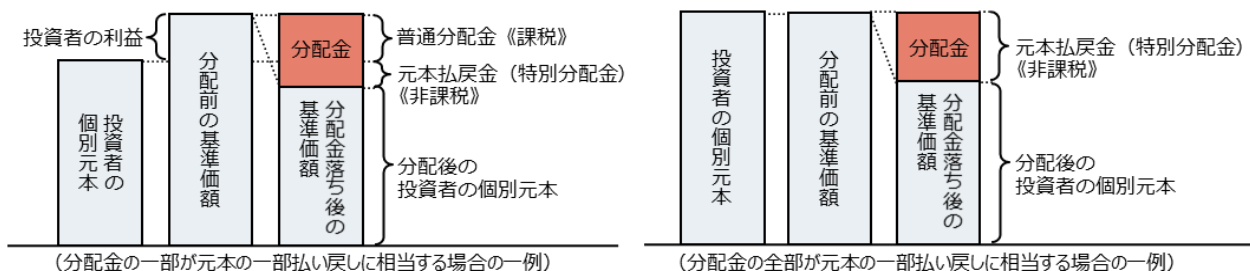 投資者の利益
投資者の
個別元本
分配前の基準価額
分配金
分配金落ち後の
基準価額
普通分配金《課税》
元本払戻金（特別分配金）
《非課税》
分配後の
投資者の個別元本
（分配金の一部が元本の一部払い戻しに相当する場合の一例）
投資者の個別元本
分配前の基準価額
分配金
分配金落ち後の
基準価額
元本払戻金（特別分配金）
《非課税》
分配後の
投資者の個別元本
（分配金の全部が元本の一部払い戻しに相当する場合の一例）